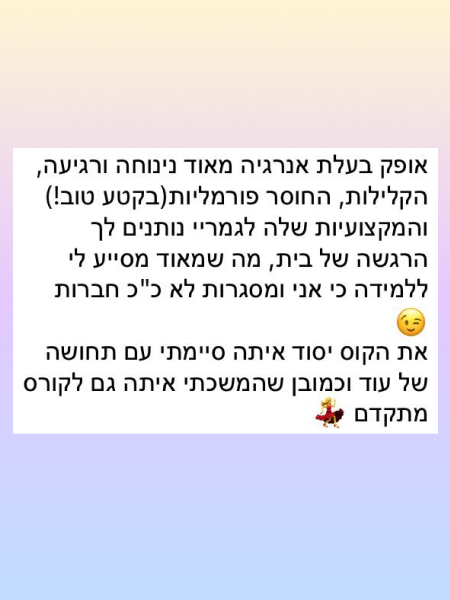 אופק בעלת אנרגיה מאוד נינוחה ורגיעה,
הקלילות, החוסר פורמליות(בקטע טוב!)
והמקצועיות שלה לגמריי נותנים לך
הרגשה של בית, מה שמאוד מסייע לי
ללמידה כי אני ומסגרות לא כ"כ חברות
😉
את הקוס יסוד איתה סיימתי עם תחושה
של עוד וכמובן שהמשכתי איתה גם לקורס
מתקדם 💃